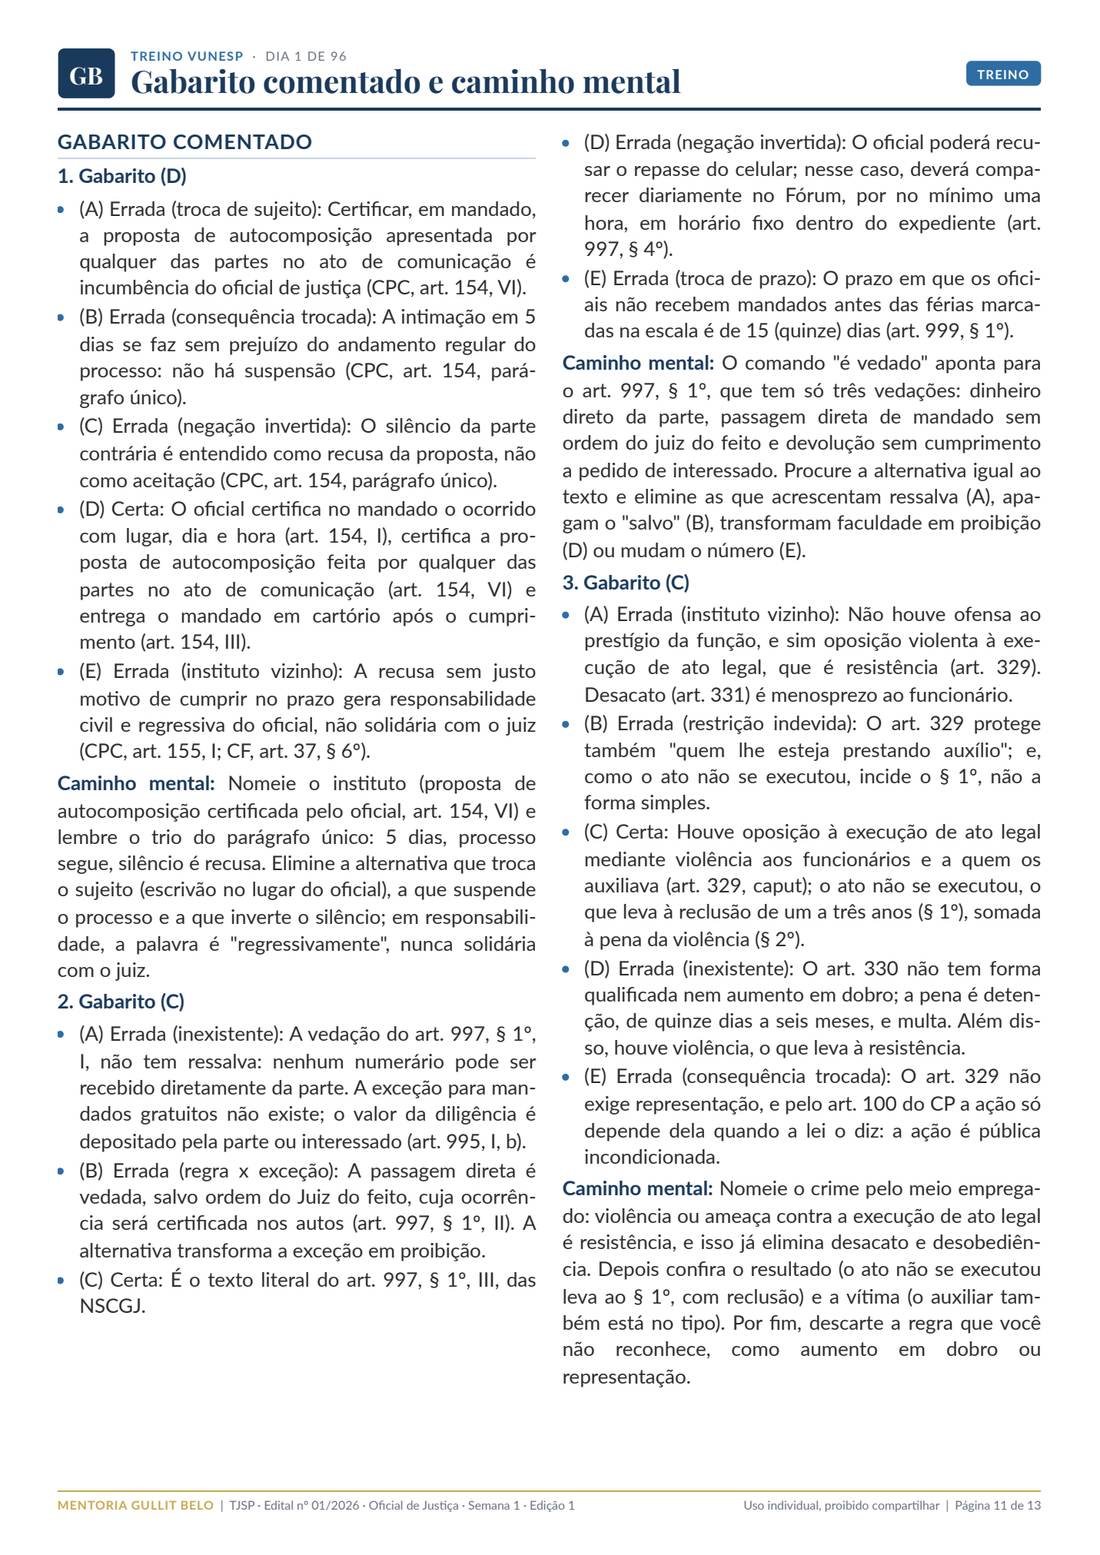 GB
TREINO VUNESP · DIA 1 DE 96
Gabarito comentado e caminho mental
TREINO
GABARITO COMENTADO
1. Gabarito (D)
• (A) Errada (troca de sujeito): Certificar, em mandado,
a proposta de autocomposição apresentada por
qualquer das partes no ato de comunicação é
incumbência do oficial de justiça (CPC, art. 154, VI).
• (B) Errada (consequência trocada): A intimação em 5
dias se faz sem prejuízo do andamento regular do
processo: não há suspensão (CPC, art. 154, pará-
grafo único).
• (C) Errada (negação invertida): O silêncio da parte
contrária é entendido como recusa da proposta, não
como aceitação (CPC, art. 154, parágrafo único).
• (D) Certa: O oficial certifica no mandado o ocorrido
com lugar, dia e hora (art. 154, I), certifica a pro-
posta de autocomposição feita por qualquer das
partes no ato de comunicação (art. 154, VI) e
entrega o mandado em cartório após o cumpri-
mento (art. 154, III).
• (E) Errada (instituto vizinho): A recusa sem justo
motivo de cumprir no prazo gera responsabilidade
civil e regressiva do oficial, não solidária com o juiz
(CPC, art. 155, I; CF, art. 37, § 6º).
Caminho mental: Nomeie o instituto (proposta de
autocomposição certificada pelo oficial, art. 154, VI) e
lembre o trio do parágrafo único: 5 dias, processo
segue, silêncio é recusa. Elimine a alternativa que troca
o sujeito (escrivão no lugar do oficial), a que suspende
o processo e a que inverte o silêncio; em responsabili-
dade, a palavra é "regressivamente", nunca solidária
com o juiz.
2. Gabarito (C)
• (A) Errada (inexistente): A vedação do art. 997, § 1º,
I, não tem ressalva: nenhum numerário pode ser
recebido diretamente da parte. A exceção para man-
dados gratuitos não existe; o valor da diligência é
depositado pela parte ou interessado (art. 995, I, b).
• (B) Errada (regra x exceção): A passagem direta é
vedada, salvo ordem do Juiz do feito, cuja ocorrên-
cia será certificada nos autos (art. 997, § 1º, II). A
alternativa transforma a exceção em proibição.
• (C) Certa: É o texto literal do art. 997, § 1º, III, das
NSCGJ.
• (D) Errada (negação invertida): O oficial poderá recu-
sar o repasse do celular; nesse caso, deverá compa-
recer diariamente no Fórum, por no mínimo uma
hora, em horário fixo dentro do expediente (art.
997, § 4º).
• (E) Errada (troca de prazo): O prazo em que os ofici-
ais não recebem mandados antes das férias marca-
das na escala é de 15 (quinze) dias (art. 999, § 1º).
Caminho mental: O comando "é vedado" aponta para
o art. 997, § 1º, que tem só três vedações: dinheiro
direto da parte, passagem direta de mandado sem
ordem do juiz do feito e devolução sem cumprimento
a pedido de interessado. Procure a alternativa igual ao
texto e elimine as que acrescentam ressalva (A), apa-
gam o "salvo" (B), transformam faculdade em proibição
(D) ou mudam o número (E).
3. Gabarito (C)
• (A) Errada (instituto vizinho): Não houve ofensa ao
prestígio da função, e sim oposição violenta à exe-
cução de ato legal, que é resistência (art. 329).
Desacato (art. 331) é menosprezo ao funcionário.
• (B) Errada (restrição indevida): O art. 329 protege
também "quem lhe esteja prestando auxílio"; e,
como o ato não se executou, incide o § 1º, não a
forma simples.
• (C) Certa: Houve oposição à execução de ato legal
mediante violência aos funcionários e a quem os
auxiliava (art. 329, caput); o ato não se executou, o
que leva à reclusão de um a três anos (§ 1º), somada
à pena da violência (§ 2º).
• (D) Errada (inexistente): O art. 330 não tem forma
qualificada nem aumento em dobro; a pena é deten-
ção, de quinze dias a seis meses, e multa. Além dis-
so, houve violência, o que leva à resistência.
• (E) Errada (consequência trocada): O art. 329 não
exige representação, e pelo art. 100 do CP a ação só
depende dela quando a lei o diz: a ação é pública
incondicionada.
Caminho mental: Nomeie o crime pelo meio emprega-
do: violência ou ameaça contra a execução de ato legal
é resistência, e isso já elimina desacato e desobediên-
cia. Depois confira o resultado (o ato não se executou
leva ao § 1º, com reclusão) e a vítima (o auxiliar tam-
bém está no tipo). Por fim, descarte a regra que você
não reconhece, como aumento em dobro ou
representação.
MENTORIA GULLIT BELO | TJSP · Edital nº 01/2026 · Oficial de Justiça · Semana 1 · Edição 1
Uso individual, proibido compartilhar | Página 11 de 13